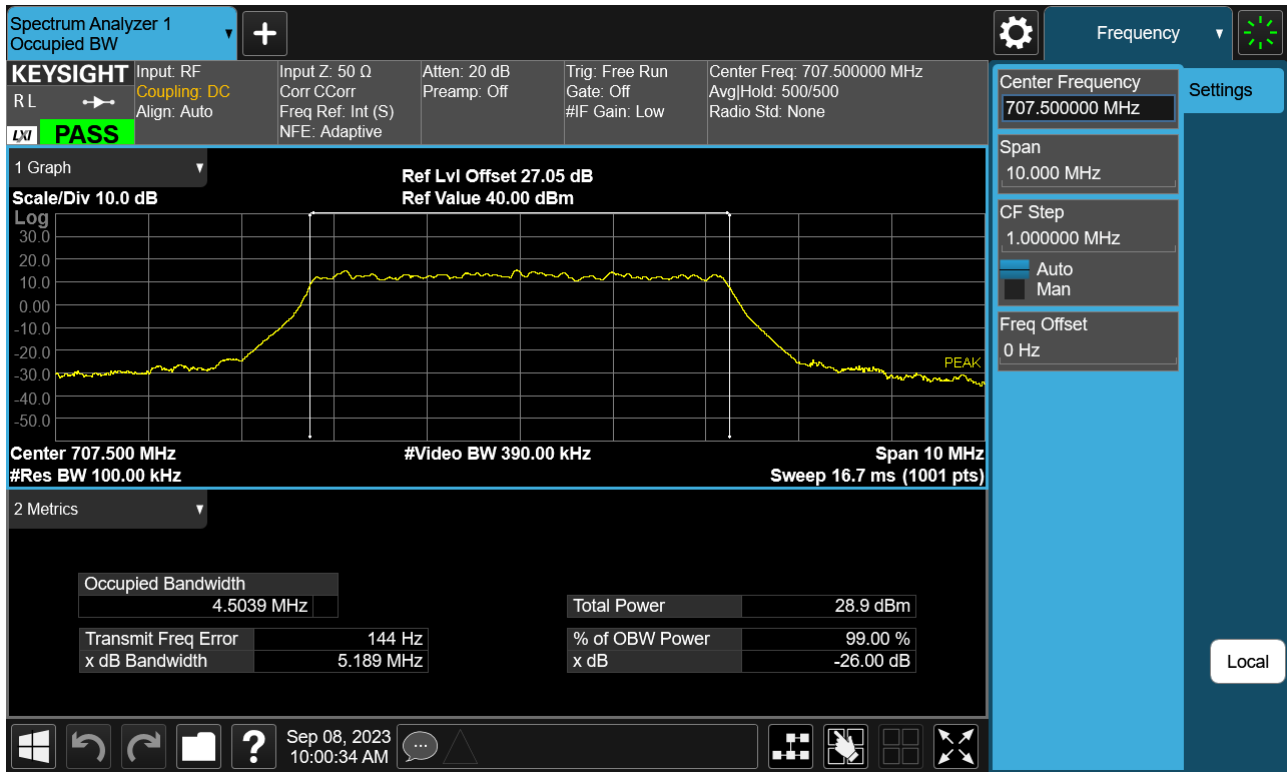 Spectrum Analyzer 1
Occupied BW
+
Frequency
KEYSIGHT
R L
LXI
PASS
Input: RF
Coupling: DC
Align: Auto
Input Z: 50 Ω
Corr CCorr
Freq Ref: Int (S)
NFE: Adaptive
Atten: 20 dB
Preamp: Off
Trig: Free Run
Gate: Off
#IF Gain: Low
Center Freq: 707.500000 MHz
Avg|Hold: 500/500
Radio Std: None
Center Frequency
707.500000 MHz
Settings
Span
10.000 MHz
CF Step
1.000000 MHz
Auto
Man
Freq Offset
0 Hz
Local
1 Graph
Scale/Div 10.0 dB
Ref Lvl Offset 27.05 dB
Ref Value 40.00 dBm
Log
30.0
20.0
10.0
0.00
-10.0
-20.0
-30.0
-40.0
-50.0
PEAK
Center 707.500 MHz
#Video BW 390.00 kHz
Span 10 MHz
#Res BW 100.00 kHz
Sweep 16.7 ms (1001 pts)
2 Metrics
Occupied Bandwidth
4.5039 MHz
Total Power 28.9 dBm
Transmit Freq Error 144 Hz
% of OBW Power 99.00 %
x dB Bandwidth 5.189 MHz
x dB -26.00 dB
?
Sep 08, 2023
10:00:34 AM